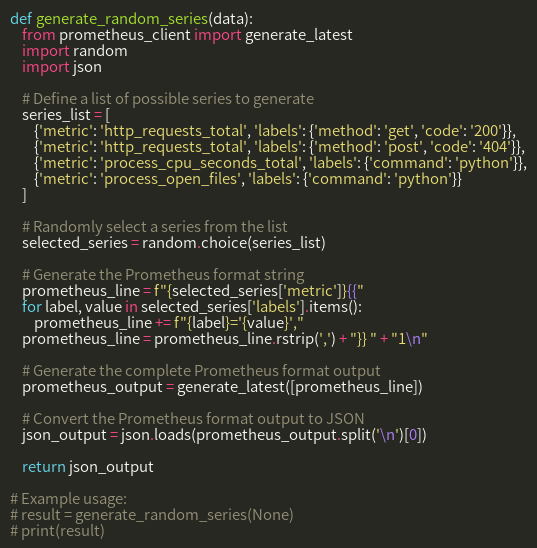 def generate_random_series(data):
    from prometheus_client import generate_latest
    import random
    import json

    # Define a list of possible series to generate
    series_list = [
        {'metric': 'http_requests_total', 'labels': {'method': 'get', 'code': '200'}},
        {'metric': 'http_requests_total', 'labels': {'method': 'post', 'code': '404'}},
        {'metric': 'process_cpu_seconds_total', 'labels': {'command': 'python'}},
        {'metric': 'process_open_files', 'labels': {'command': 'python'}}
    ]

    # Randomly select a series from the list
    selected_series = random.choice(series_list)

    # Generate the Prometheus format string
    prometheus_line = f"{selected_series['metric']}{{"
    for label, value in selected_series['labels'].items():
        prometheus_line += f"{label}='{value}',"
    prometheus_line = prometheus_line.rstrip(',') + "}} " + "1\n"

    # Generate the complete Prometheus format output
    prometheus_output = generate_latest([prometheus_line])

    # Convert the Prometheus format output to JSON
    json_output = json.loads(prometheus_output.split('\n')[0])

    return json_output

# Example usage:
# result = generate_random_series(None)
# print(result)